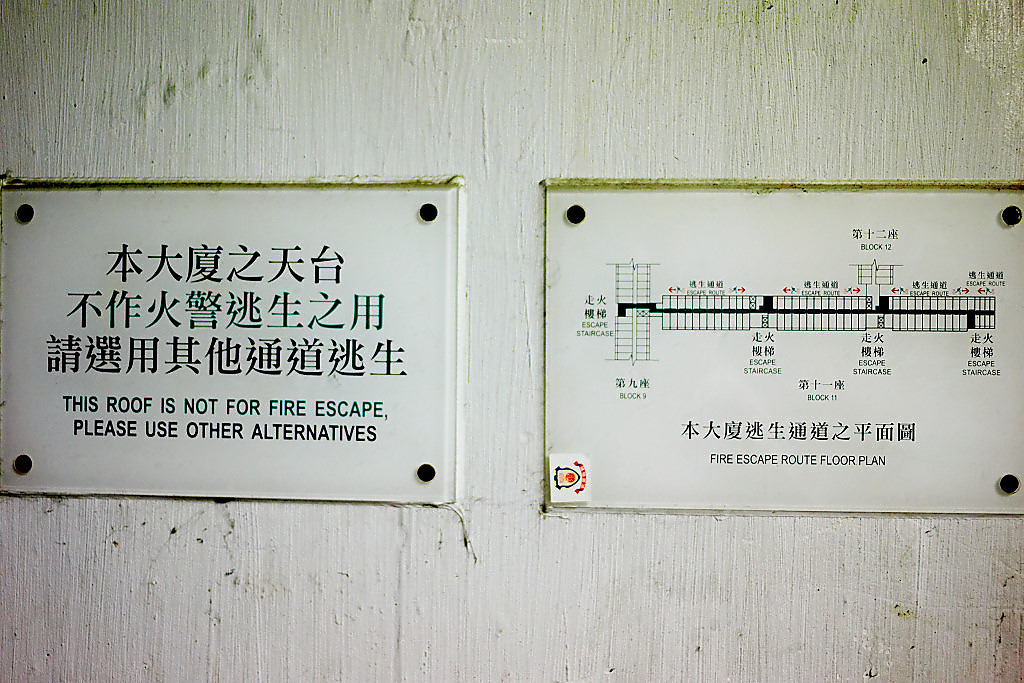 本大廈之天台
不作火警逃生之用
請選用其他通道逃生
THIS ROOF IS NOT FOR FIRE ESCAPE,
PLEASE USE OTHER ALTERNATIVES
第十二座
BLOCK 12
逃生通道
ESCAPE ROUTE
逃生通道
ESCAPE ROUTE
逃生通道
ESCAPE ROUTE
逃生通道
ESCAPE ROUTE
走火
樓梯
ESCAPE
STAIRCASE
走火
樓梯
ESCAPE
STAIRCASE
走火
樓梯
ESCAPE
STAIRCASE
走火
樓梯
ESCAPE
STAIRCASE
第九座
BLOCK 9
第十一座
BLOCK 11
本大廈逃生通道之平面圖
FIRE ESCAPE ROUTE FLOOR PLAN